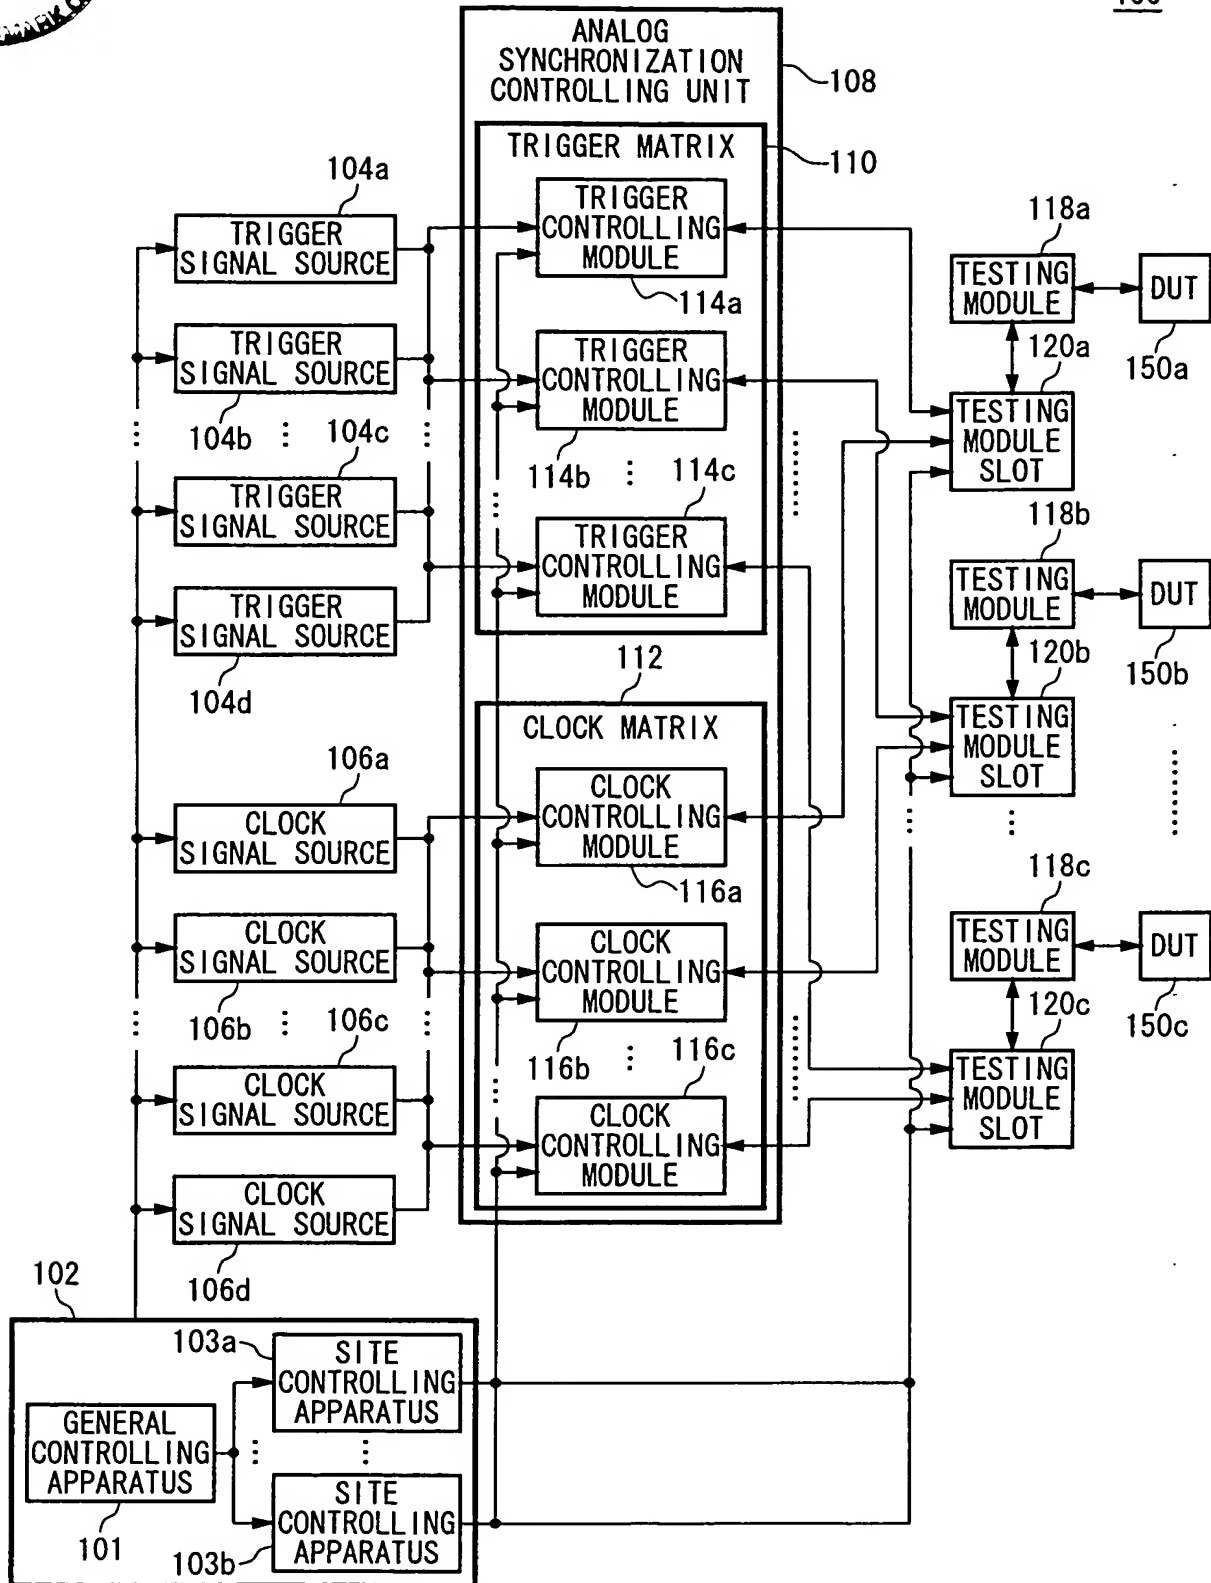 ANALOG
SYNCHRONIZATION
CONTROLLING UNIT
108
TRIGGER MATRIX
110
104a
TRIGGER
SIGNAL SOURCE
TRIGGER
CONTROLLING
MODULE
114a
118a
TESTING
MODULE
DUT
150a
TRIGGER
SIGNAL SOURCE
104b
104c
TRIGGER
CONTROLLING
MODULE
114b
114c
120a
TESTING
MODULE
SLOT
TRIGGER
SIGNAL SOURCE
TRIGGER
CONTROLLING
MODULE
118b
TESTING
MODULE
DUT
150b
TRIGGER
SIGNAL SOURCE
104d
112
120b
TESTING
MODULE
SLOT
CLOCK MATRIX
106a
CLOCK
SIGNAL SOURCE
CLOCK
CONTROLLING
MODULE
116a
118c
TESTING
MODULE
DUT
150c
CLOCK
SIGNAL SOURCE
106b
106c
CLOCK
CONTROLLING
MODULE
116b
116c
120c
TESTING
MODULE
SLOT
CLOCK
SIGNAL SOURCE
CLOCK
CONTROLLING
MODULE
CLOCK
SIGNAL SOURCE
106d
102
103a
SITE
CONTROLLING
APPARATUS
GENERAL
CONTROLLING
APPARATUS
101
SITE
CONTROLLING
APPARATUS
103b